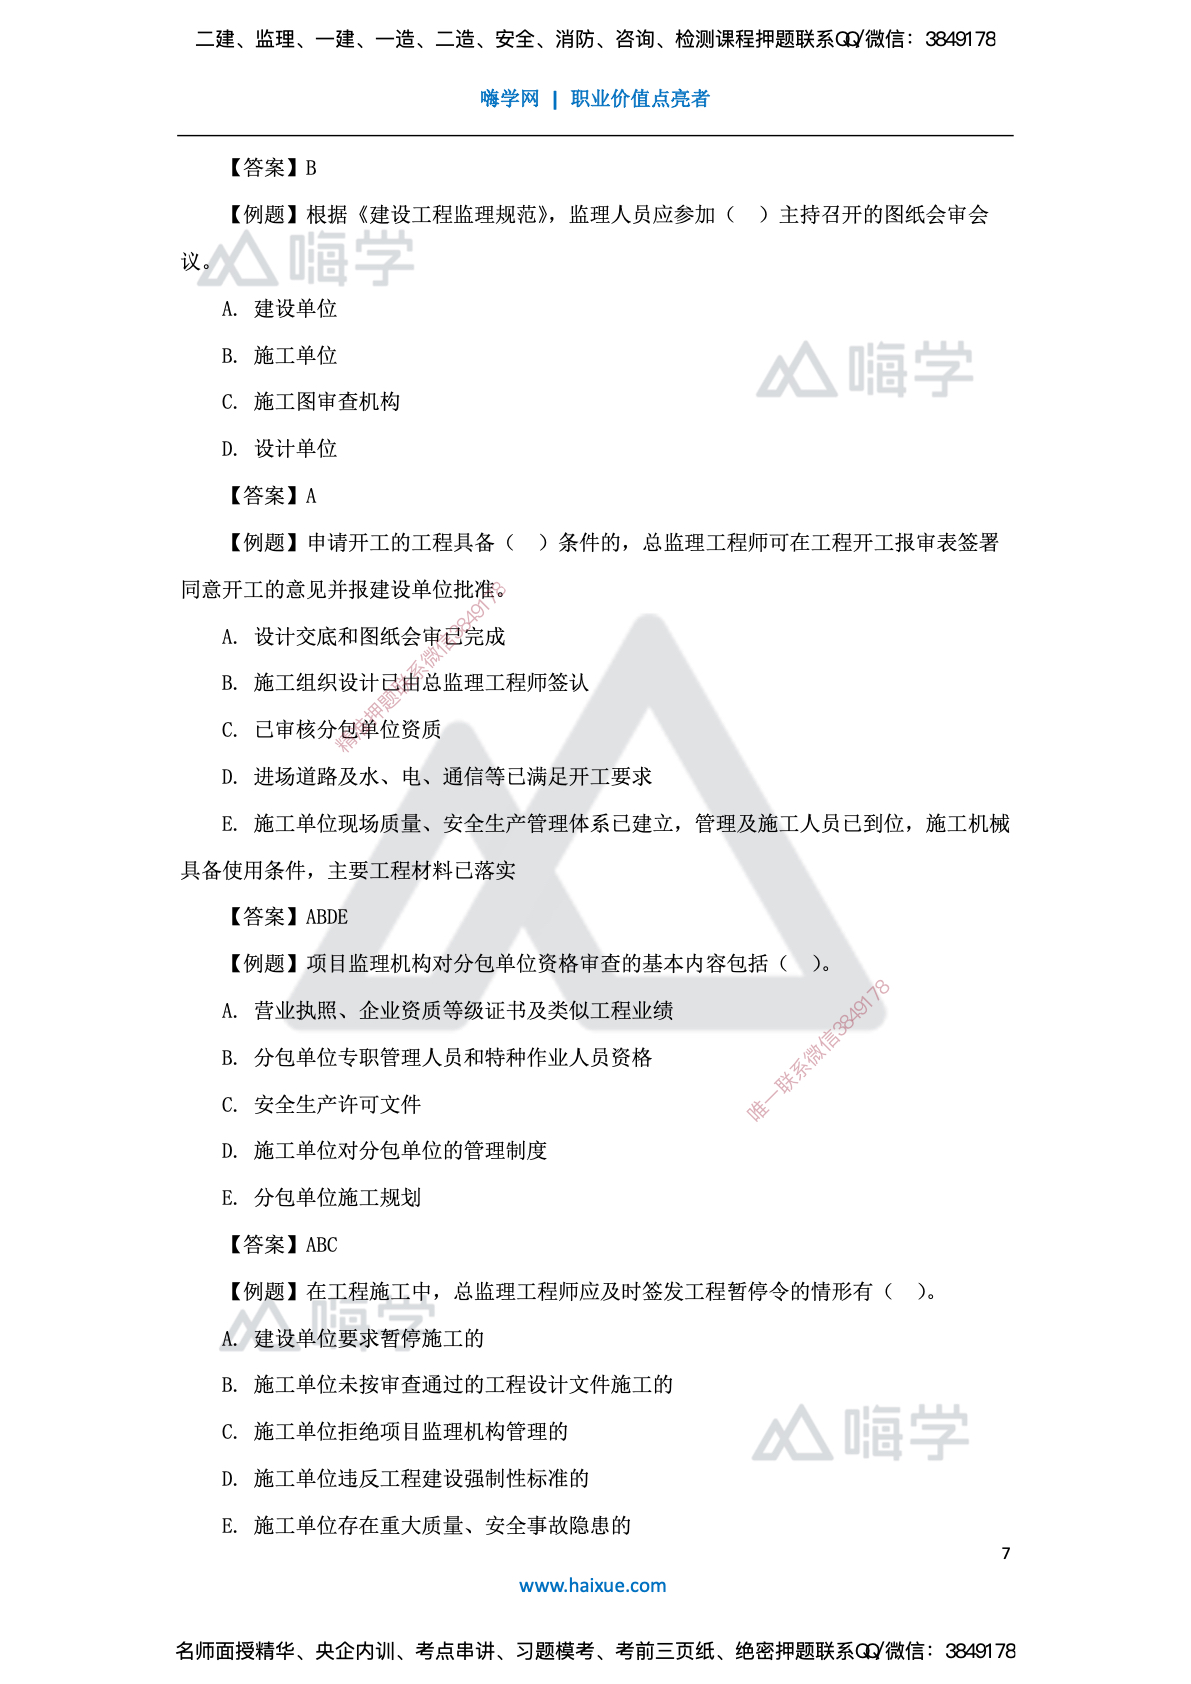 二建、监理、一建、一造、二造、安全、消防、咨询、检测课程押题联系QQ/微信：3849178
嗨学网 | 职业价值点亮者
【答案】B
【例题】根据《建设工程监理规范》，监理人员应参加（　）主持召开的图纸会审会
议。
嗨学
A. 建设单位
B. 施工单位
嗨学
C. 施工图审查机构
D. 设计单位
【答案】A
【例题】申请开工的工程具备（　）条件的，总监理工程师可在工程开工报审表签署
同意开工的意见并报建设单位批准。
A. 设计交底和图纸会审已完成
B. 施工组织设计已由总监理工程师签认
精准押题联系微信3849178
C. 已审核分包单位资质
D. 进场道路及水、电、通信等已满足开工要求
E. 施工单位现场质量、安全生产管理体系已建立，管理及施工人员已到位，施工机械
具备使用条件，主要工程材料已落实
【答案】ABDE
【例题】项目监理机构对分包单位资格审查的基本内容包括（　）。
A. 营业执照、企业资质等级证书及类似工程业绩
B. 分包单位专职管理人员和特种作业人员资格
唯一联系微信3849178
C. 安全生产许可文件
D. 施工单位对分包单位的管理制度
E. 分包单位施工规划
【答案】ABC
【例题】在工程施工中，总监理工程师应及时签发工程暂停令的情形有（　）。
嗨学
A. 建设单位要求暂停施工的
B. 施工单位未按审查通过的工程设计文件施工的
C. 施工单位拒绝项目监理机构管理的
嗨学
D. 施工单位违反工程建设强制性标准的
E. 施工单位存在重大质量、安全事故隐患的
7
www.haixue.com
名师面授精华、央企内训、考点串讲、习题模考、考前三页纸、绝密押题联系QQ/微信：3849178